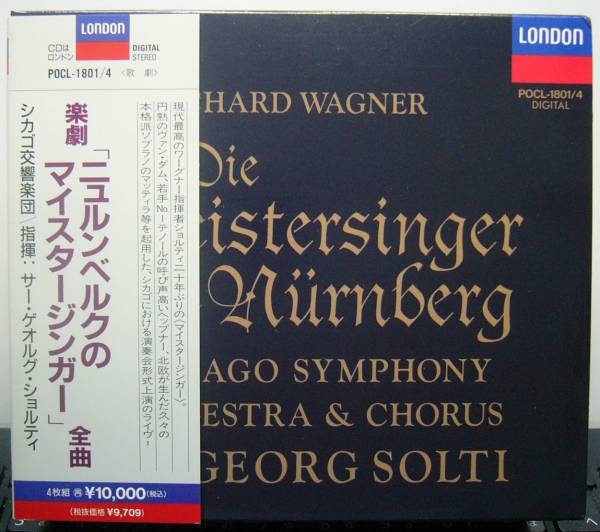 LONDON
CDは
ロンドン
DIGITAL
STEREO
POCL-1801/4 〈歌劇〉
楽劇
「ニュルンベルクの
マイスタージンガー」
全曲
シカゴ交響楽団/指揮：サー・ゲオルグ・ショルティ
現代最高のワーグナー指揮者ショルティ二十年ぶりの〈マイスタージンガー〉。
円熟のヴァン・ダム、若手No.1テノールの呼び声高いヘップナー、北欧が生んだ久々の
本格派ソプラノのマッティラ等を起用した、シカゴにおける演奏会形式上演のライヴ！
4枚組 ¥10,000(税込)
(税抜価格 ¥9,709)
LONDON
POCL-1801/4
DIGITAL
HARD WAGNER
Die
eistersinger
Nürnberg
AGO SYMPHONY
ESTRA & CHORUS
GEORG SOLTI